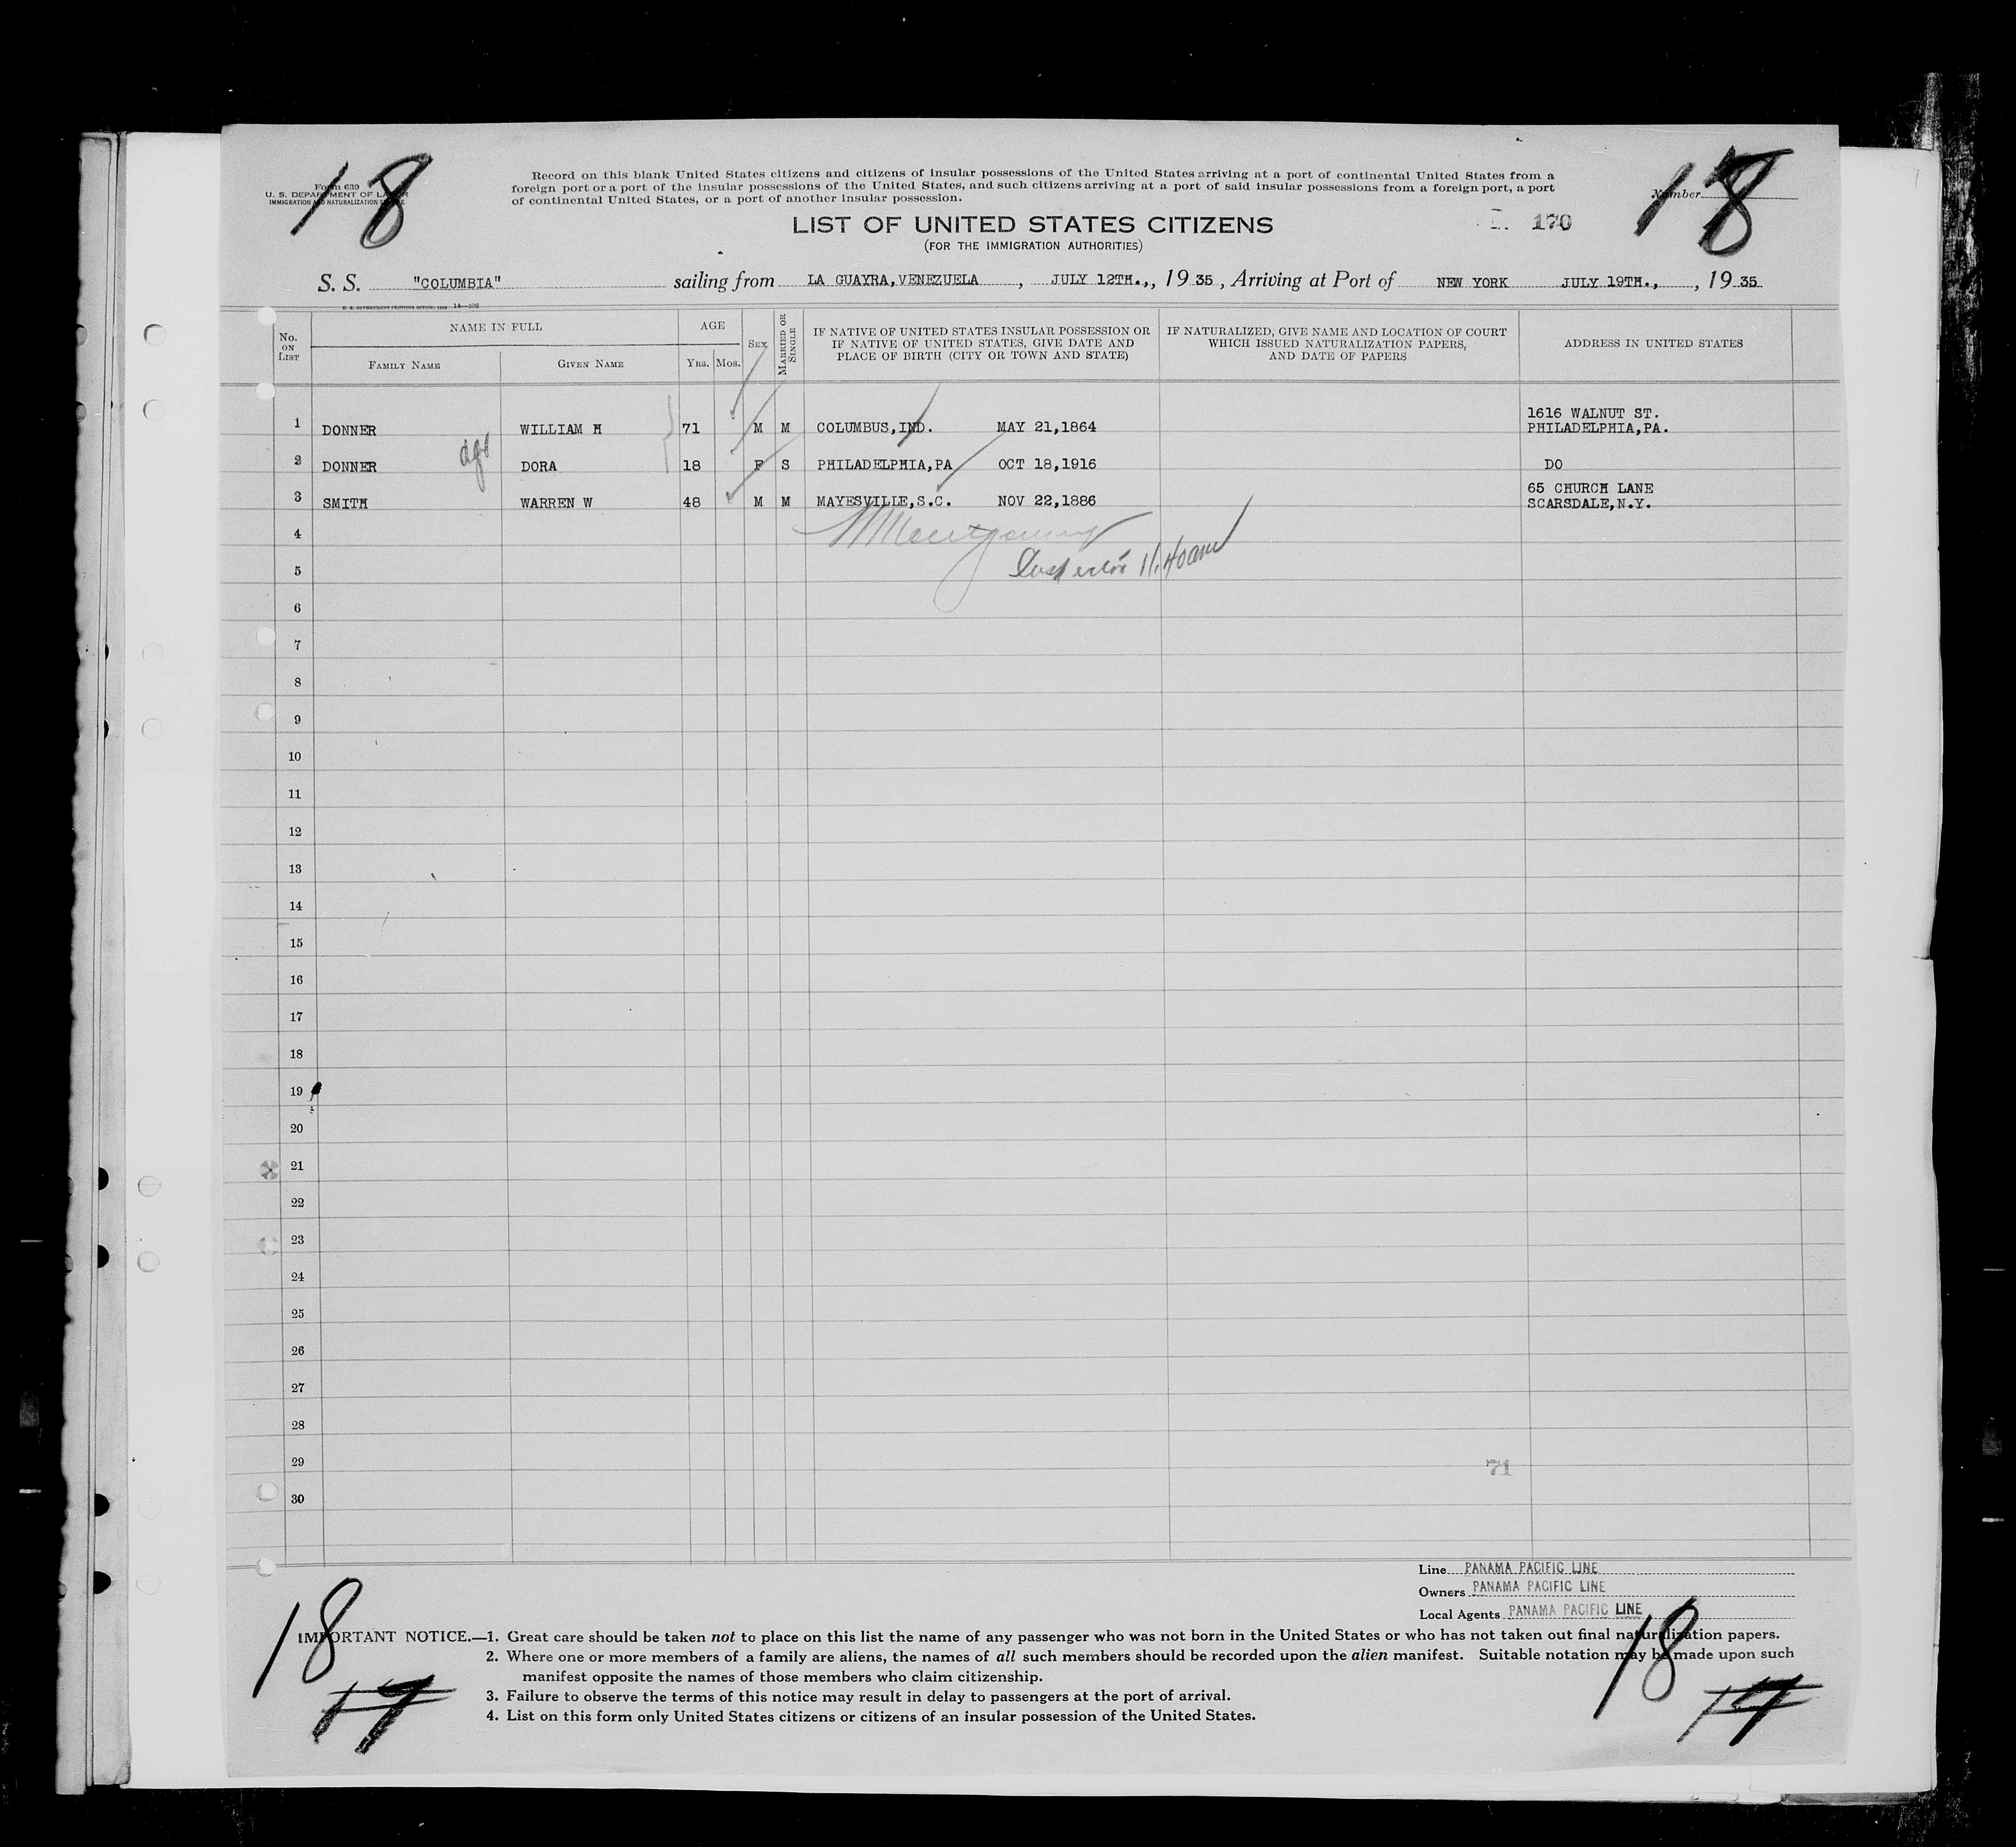 Form 630
U. S. DEPARTMENT OF LABOR
IMMIGRATION AND NATURALIZATION SERVICE
18
Record on this blank United States citizens and citizens of insular possessions of the United States arriving at a port of continental United States from a
foreign port or a port of the insular possessions of the United States, and such citizens arriving at a port of said insular possessions from a foreign port, a port
of continental United States, or a port of another insular possession.
Number
18
LIST OF UNITED STATES CITIZENS
(FOR THE IMMIGRATION AUTHORITIES)
170
S. S. "COLUMBIA" sailing from LA GUAYRA,VENEZUELA , JULY 12TH.,, 19 35 , Arriving at Port of NEW YORK JULY 19TH., , 19 35
No. ON LIST
NAME IN FULL
FAMILY NAME
GIVEN NAME
AGE
YRS. MOS.
SEX
MARRIED OR SINGLE
IF NATIVE OF UNITED STATES INSULAR POSSESSION OR
IF NATIVE OF UNITED STATES, GIVE DATE AND
PLACE OF BIRTH (CITY OR TOWN AND STATE)
IF NATURALIZED, GIVE NAME AND LOCATION OF COURT
WHICH ISSUED NATURALIZATION PAPERS,
AND DATE OF PAPERS
ADDRESS IN UNITED STATES
1 DONNER WILLIAM H 71 M M COLUMBUS,IND. MAY 21,1864 1616 WALNUT ST.
PHILADELPHIA,PA.
2 DONNER DORA 18 F S PHILADELPHIA,PA OCT 18,1916 DO
3 SMITH WARREN W 48 M M MAYESVILLE,S.C. NOV 22,1886 65 CHURCH LANE
SCARSDALE,N.Y.
4 Montgomery
5 Inspector 11.40am
6
7
8
9
10
11
12
13
14
15
16
17
18
19
20
21
22
23
24
25
26
27
28
29 71
30
Line PANAMA PACIFIC LINE
Owners PANAMA PACIFIC LINE
Local Agents PANAMA PACIFIC LINE
18
18
IMPORTANT NOTICE.—1. Great care should be taken not to place on this list the name of any passenger who was not born in the United States or who has not taken out final naturalization papers.
2. Where one or more members of a family are aliens, the names of all such members should be recorded upon the alien manifest. Suitable notation may be made upon such
manifest opposite the names of those members who claim citizenship.
3. Failure to observe the terms of this notice may result in delay to passengers at the port of arrival.
4. List on this form only United States citizens or citizens of an insular possession of the United States.
17
17